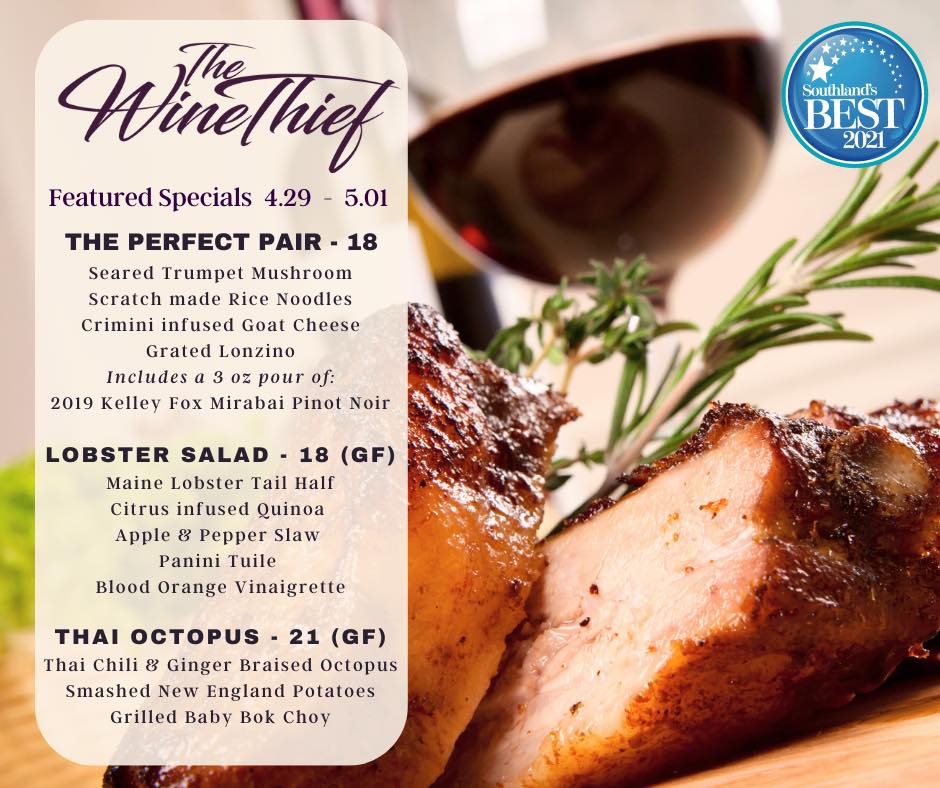 The
WineThief
Featured Specials 4.29 - 5.01
THE PERFECT PAIR - 18
Seared Trumpet Mushroom
Scratch made Rice Noodles
Crimini infused Goat Cheese
Grated Lonzino
Includes a 3 oz pour of:
2019 Kelley Fox Mirabai Pinot Noir
LOBSTER SALAD - 18 (GF)
Maine Lobster Tail Half
Citrus infused Quinoa
Apple & Pepper Slaw
Panini Tuile
Blood Orange Vinaigrette
THAI OCTOPUS - 21 (GF)
Thai Chili & Ginger Braised Octopus
Smashed New England Potatoes
Grilled Baby Bok Choy
Southland's
BEST
2021